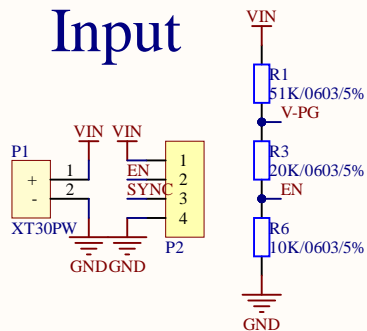 Input
VIN
R1
51K/0603/5%
V-PG
R3
20K/0603/5%
EN
R6
10K/0603/5%
GND
P1
VIN
VIN
+
1
-
2
XT30PW
GND
EN
SYNC
1
2
3
4
GND
P2